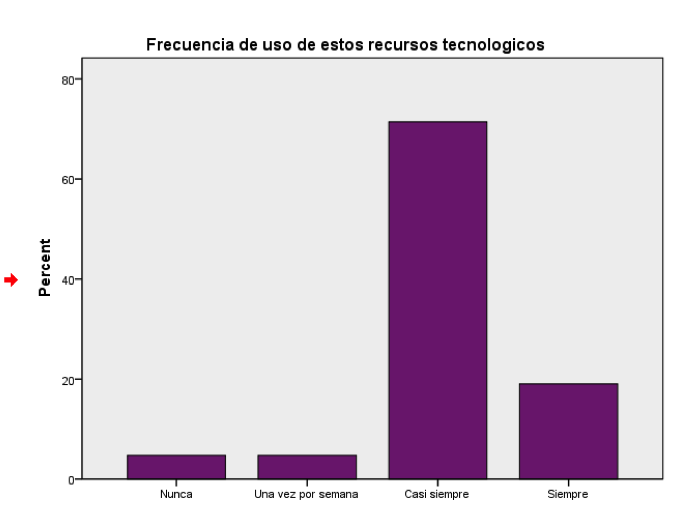 Frecuencia de uso de estos recursos tecnologicos
80
60
40
20
0
Percent
Nunca
Una vez por semana
Casi siempre
Siempre